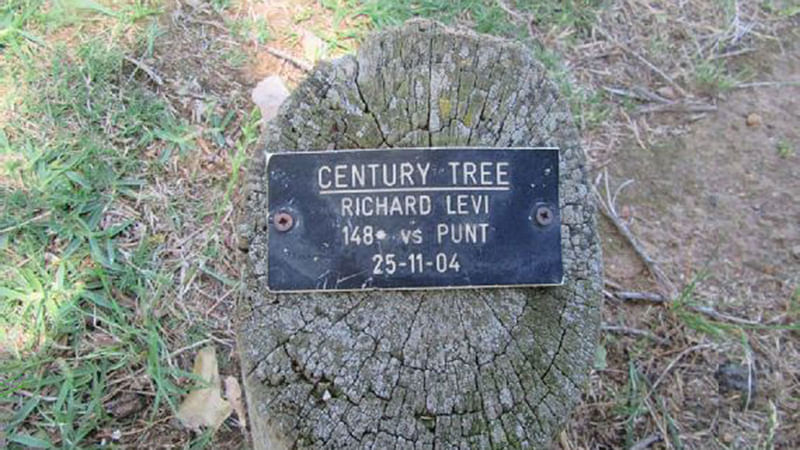 CENTURY TREE
RICHARD LEVI
148* vs PUNT
25-11-04